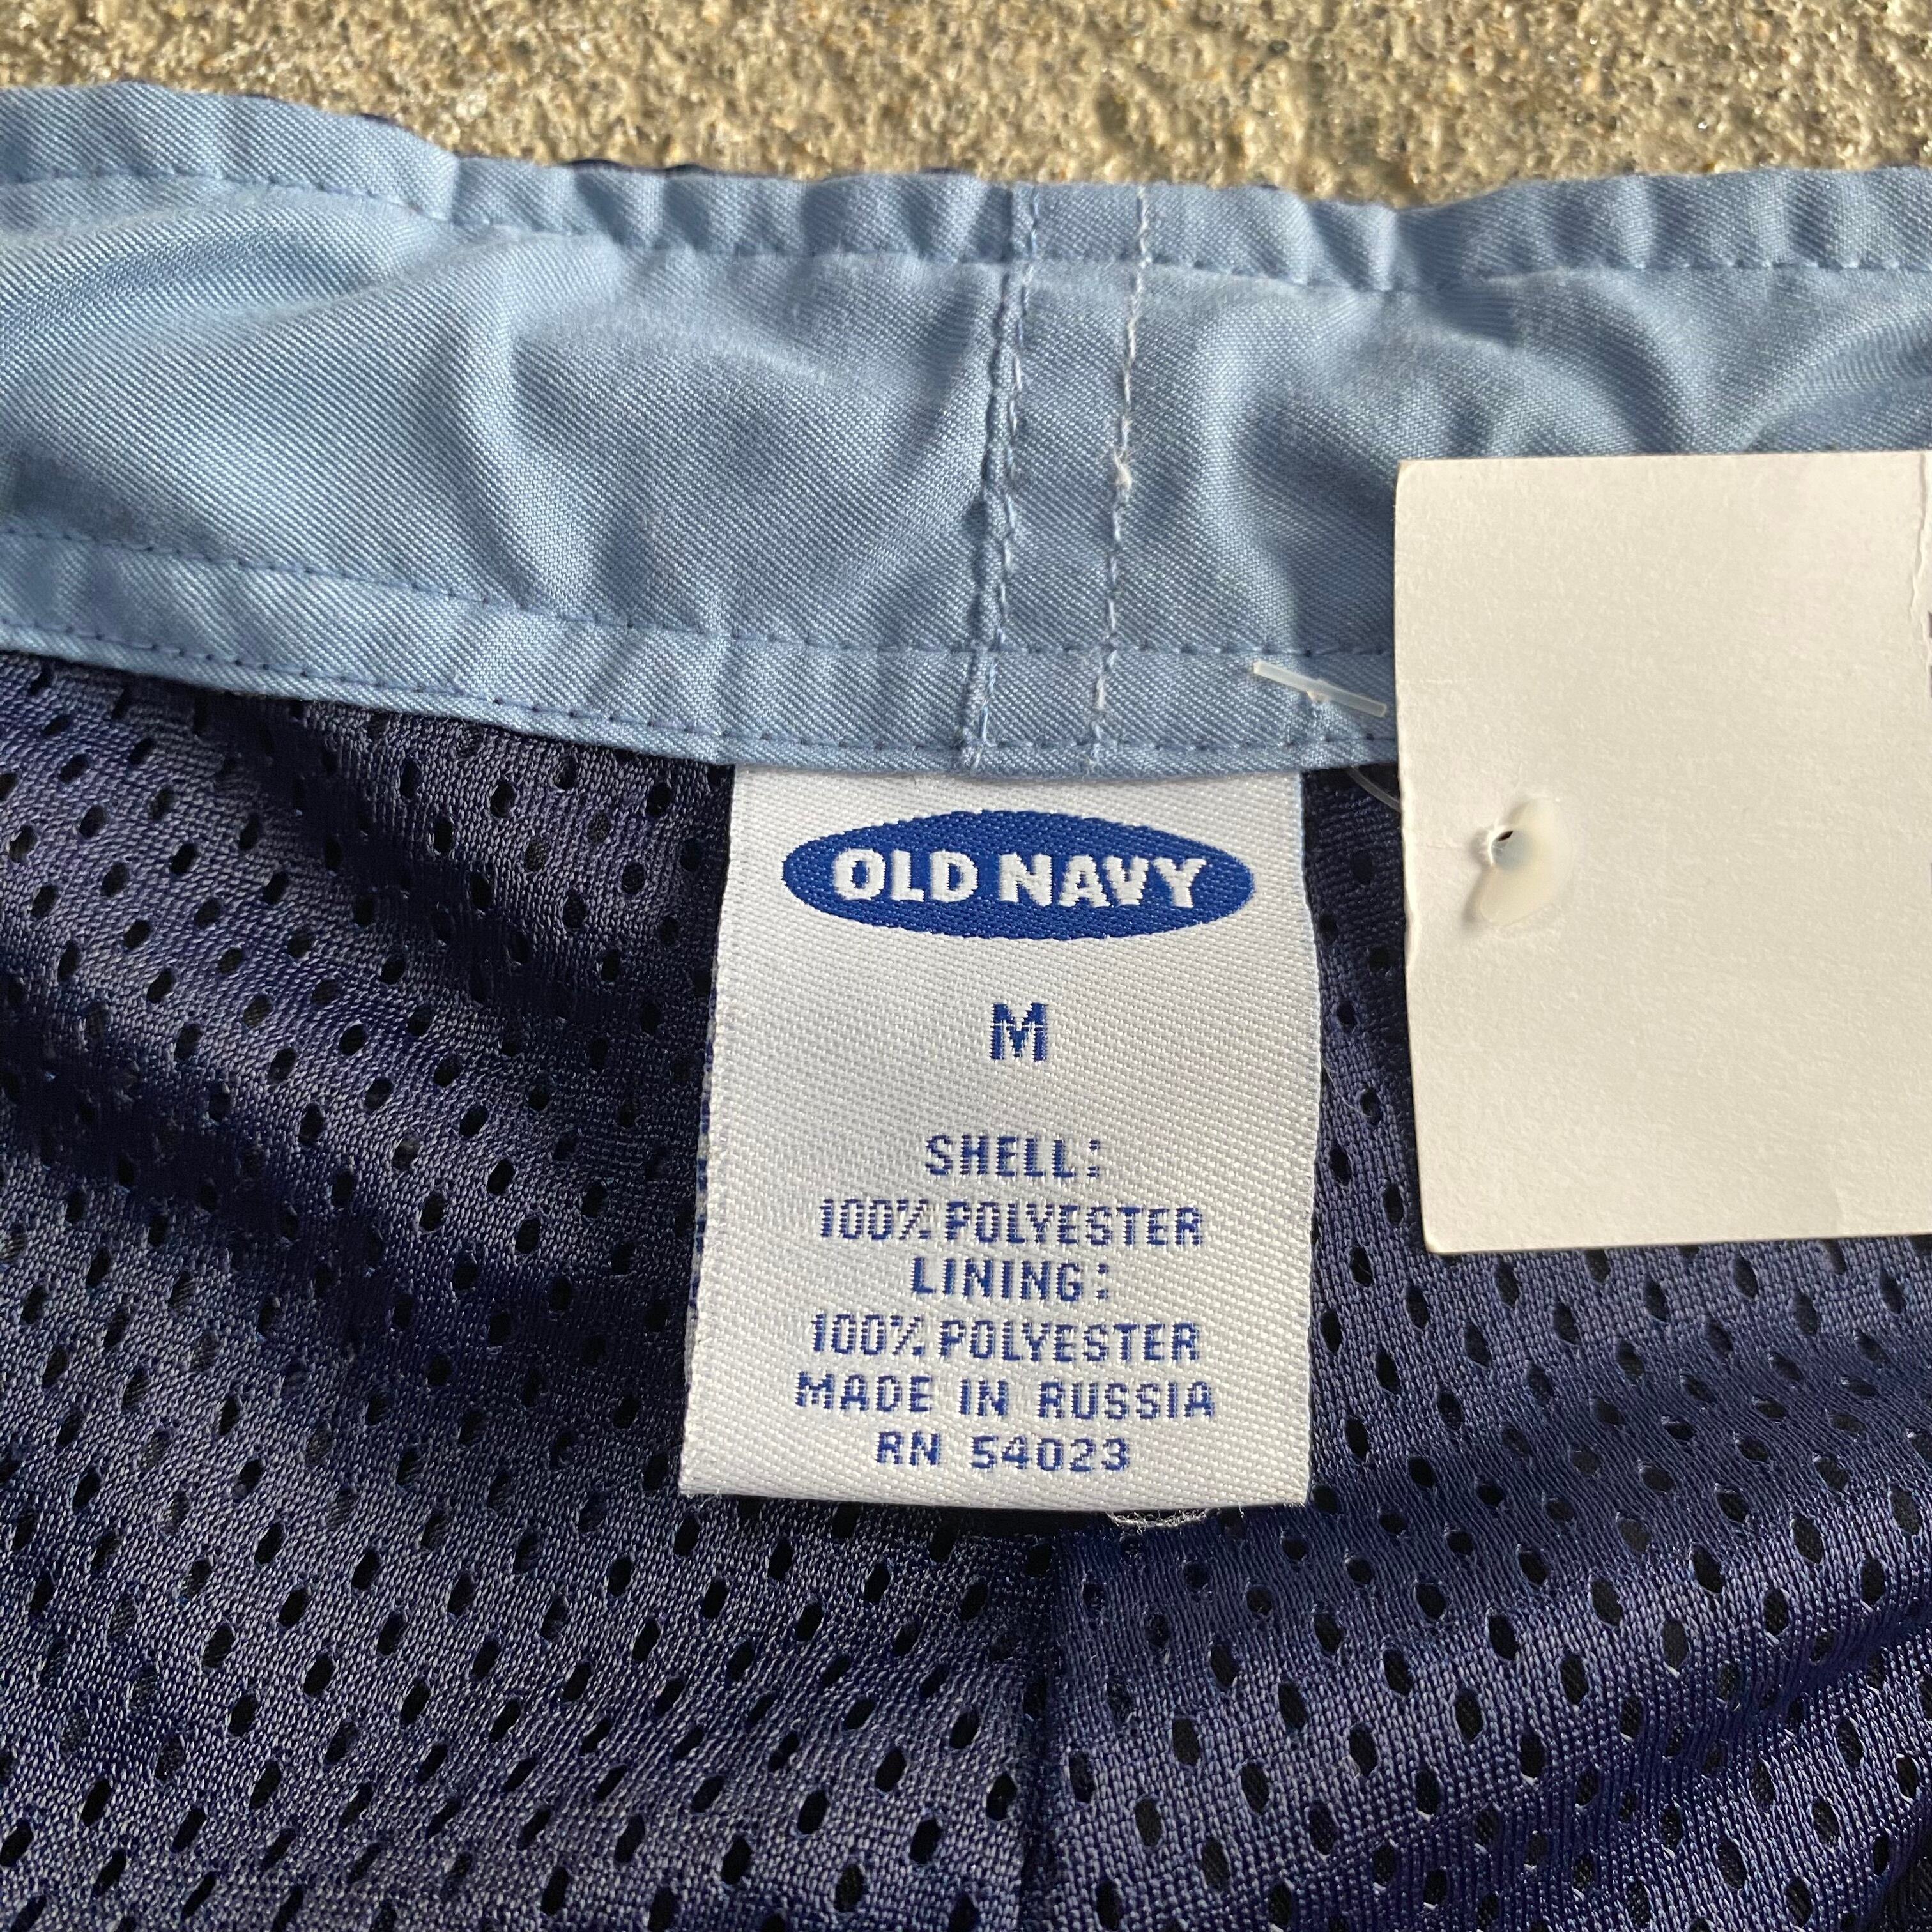 OLD NAVY
M
SHELL:
100% POLYESTER
LINING:
100% POLYESTER
MADE IN RUSSIA
RN 54023